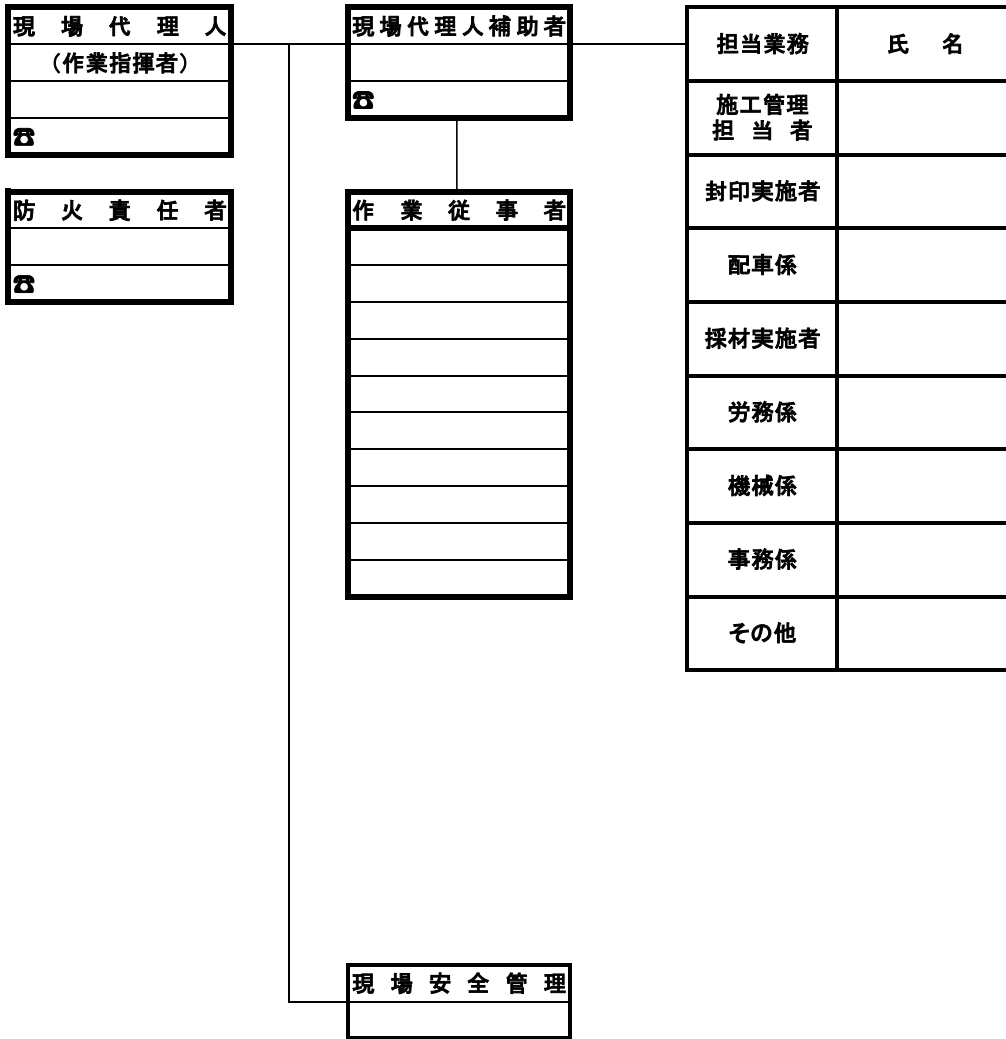 現場代理人
（作業指揮者）
☎
防火責任者
☎
現場代理人補助者
☎
作業従事者
担当業務 氏名
施工管理
担当者
封印実施者
配車係
採材実施者
労務係
機械係
事務係
その他
現場安全管理